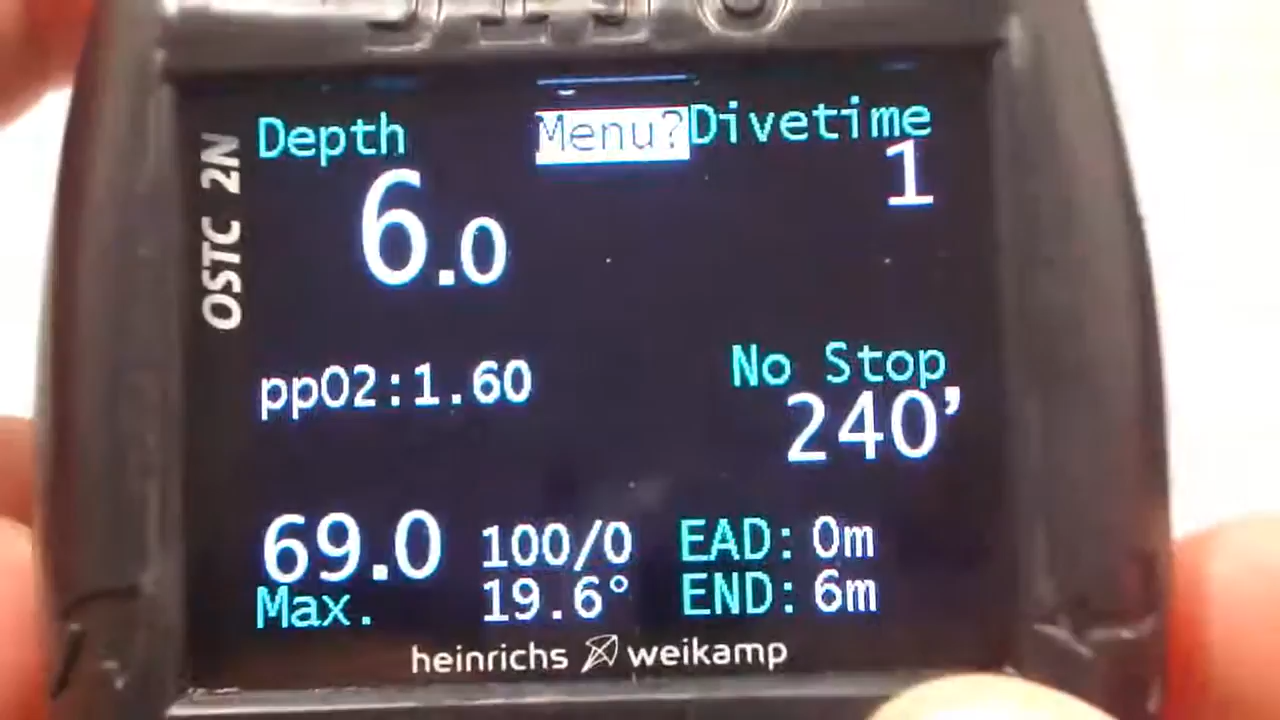 Depth Menu? Divetime
6.0 1
OSTC 2N
ppO2:1.60 No Stop
240'
69.0 100/0 EAD: 0m
Max. 19.6° END: 6m
heinrichs weikamp